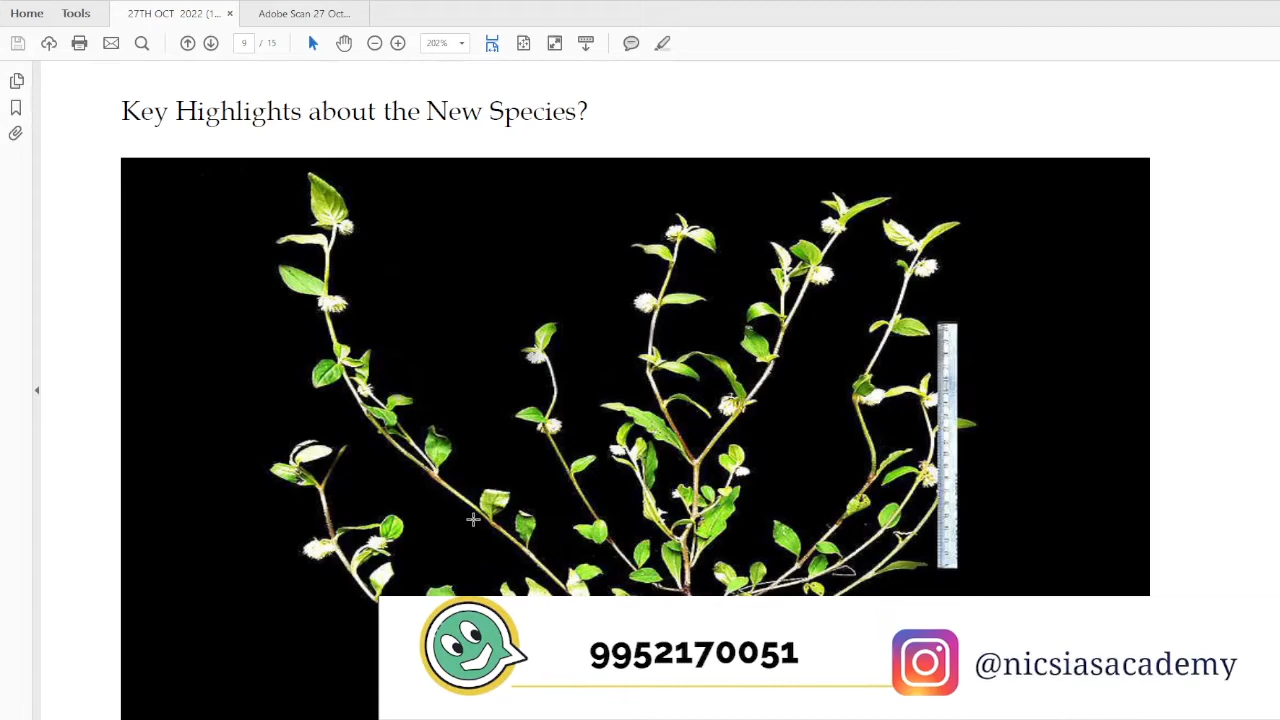 Home Tools 27TH OCT 2022 (1... × Adobe Scan 27 Oct...
9 / 15 202%
Key Highlights about the New Species?
9952170051
@nicsiasacademy